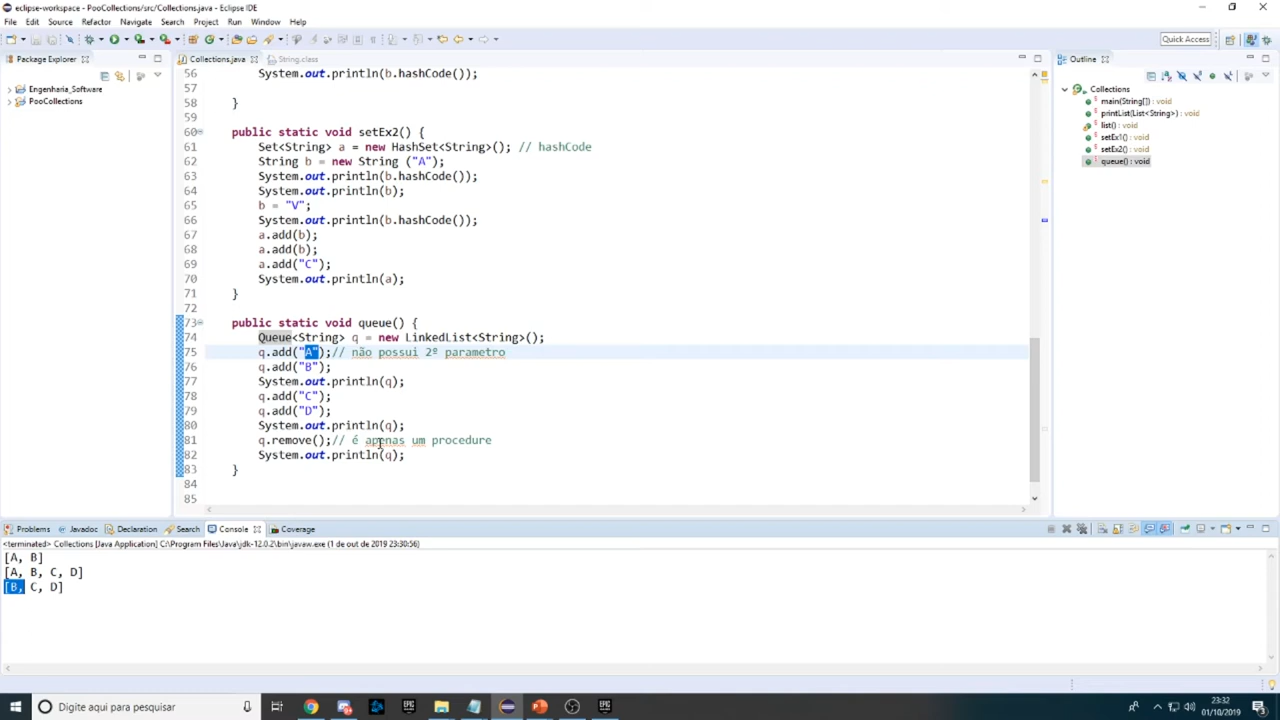 eclipse-workspace - PooCollections/src/Collections.java - Eclipse IDE
File Edit Source Refactor Navigate Search Project Run Window Help
Quick Access
Package Explorer
Collections.java
String.class
Outline
Engenharia_Software
PooCollections
Collections
main(String[]) : void
printList(List<String>) : void
list() : void
setEx1() : void
setEx2() : void
queue() : void
56 System.out.println(b.hashCode());
57
58 }
59
60 public static void setEx2() {
61 Set<String> a = new HashSet<String>(); // hashCode
62 String b = new String ("A");
63 System.out.println(b.hashCode());
64 System.out.println(b);
65 b = "V";
66 System.out.println(b.hashCode());
67 a.add(b);
68 a.add(b);
69 a.add("C");
70 System.out.println(a);
71 }
72
73 public static void queue() {
74 Queue<String> q = new LinkedList<String>();
75 q.add("A");// não possui 2º parametro
76 q.add("B");
77 System.out.println(q);
78 q.add("C");
79 q.add("D");
80 System.out.println(q);
81 q.remove();// é apenas um procedure
82 System.out.println(q);
83 }
84
85
Problems Javadoc Declaration Search Console Coverage
<terminated> Collections [Java Application] C:\Program Files\Java\jdk-12.0.2\bin\javaw.exe (1 de out de 2019 23:30:56)
[A, B]
[A, B, C, D]
[B, C, D]
Digite aqui para pesquisar
23:32
01/10/2019